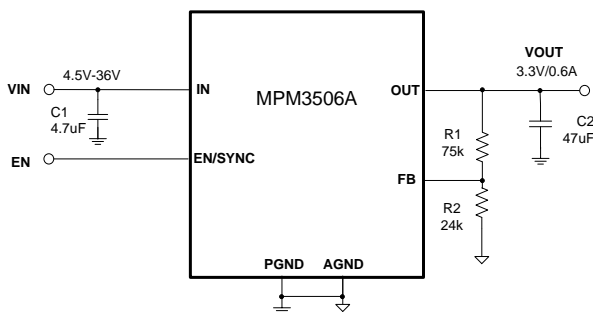 VIN
4.5V-36V
C1
4.7uF
EN
IN
EN/SYNC
MPM3506A
OUT
FB
PGND
AGND
VOUT
3.3V/0.6A
R1
75k
R2
24k
C2
47uF